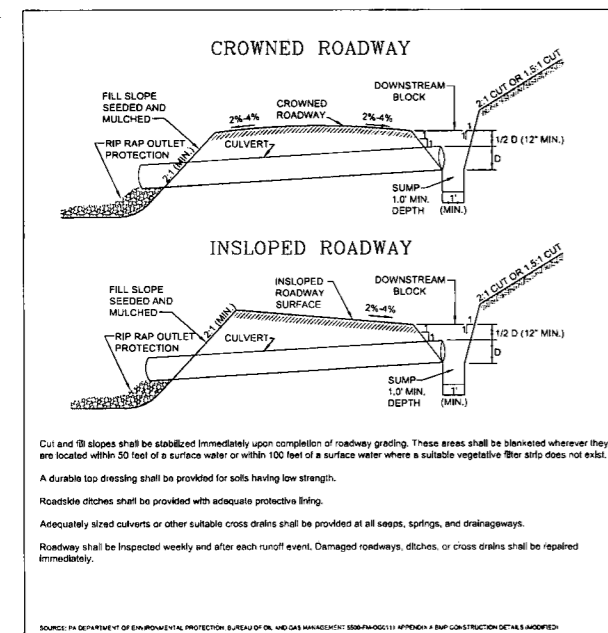 CROWNED ROADWAY
FILL SLOPE
SEEDED AND
MULCHED
2%-4%
CROWNED
ROADWAY
2%-4%
DOWNSTREAM
BLOCK
2:1 CUT OR 1.5:1 CUT
RIP RAP OUTLET
PROTECTION
2:1 (MIN.)
CULVERT
1
1
1/2 D (12" MIN.)
D
SUMP
1.0' MIN.
DEPTH
1'
(MIN.)
INSLOPED ROADWAY
FILL SLOPE
SEEDED AND
MULCHED
2:1 (MIN.)
INSLOPED
ROADWAY
SURFACE
2%-4%
DOWNSTREAM
BLOCK
2:1 CUT OR 1.5:1 CUT
RIP RAP OUTLET
PROTECTION
CULVERT
1
1
1/2 D (12" MIN.)
D
SUMP
1.0' MIN.
DEPTH
1'
(MIN.)
Cut and fill slopes shall be stabilized immediately upon completion of roadway grading. These areas shall be blanketed wherever they
are located within 50 feet of a surface water or within 100 feet of a surface water where a suitable vegetative filter strip does not exist.
A durable top dressing shall be provided for soils having low strength.
Roadside ditches shall be provided with adequate protective lining.
Adequately sized culverts or other suitable cross drains shall be provided at all seeps, springs, and drainageways.
Roadway shall be inspected weekly and after each runoff event. Damaged roadways, ditches, or cross drains shall be repaired
immediately.
SOURCE: PA DEPARTMENT OF ENVIRONMENTAL PROTECTION, BUREAU OF OIL AND GAS MANAGEMENT 5500-FM-OG0111 APPENDIX A BMP CONSTRUCTION DETAILS (MODIFIED)